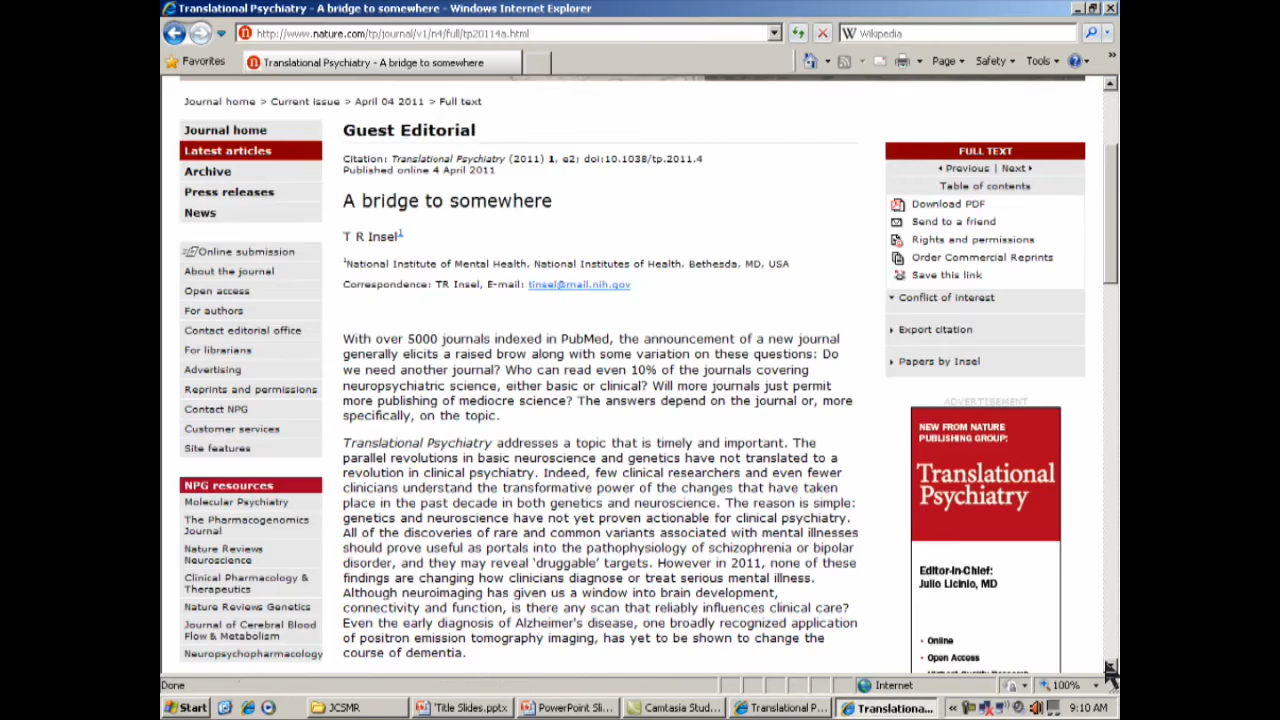 Translational Psychiatry - A bridge to somewhere - Windows Internet Explorer
http://www.nature.com/tp/journal/v1/n4/full/tp20114a.html
Wikipedia
Favorites
Translational Psychiatry - A bridge to somewhere
Page
Safety
Tools
Journal home > Current issue > April 04 2011 > Full text
Journal home
Latest articles
Archive
Press releases
News
Online submission
About the journal
Open access
For authors
Contact editorial office
For librarians
Advertising
Reprints and permissions
Contact NPG
Customer services
Site features
NPG resources
Molecular Psychiatry
The Pharmacogenomics
Journal
Nature Reviews
Neuroscience
Clinical Pharmacology &
Therapeutics
Nature Reviews Genetics
Journal of Cerebral Blood
Flow & Metabolism
Neuropsychopharmacology
Guest Editorial
Citation: Translational Psychiatry (2011) 1, e2; doi:10.1038/tp.2011.4
Published online 4 April 2011
A bridge to somewhere
T R Insel1
1National Institute of Mental Health, National Institutes of Health, Bethesda, MD, USA
Correspondence: TR Insel, E-mail: tinsel@mail.nih.gov
With over 5000 journals indexed in PubMed, the announcement of a new journal
generally elicits a raised brow along with some variation on these questions: Do
we need another journal? Who can read even 10% of the journals covering
neuropsychiatric science, either basic or clinical? Will more journals just permit
more publishing of mediocre science? The answers depend on the journal or, more
specifically, on the topic.
Translational Psychiatry addresses a topic that is timely and important. The
parallel revolutions in basic neuroscience and genetics have not translated to a
revolution in clinical psychiatry. Indeed, few clinical researchers and even fewer
clinicians understand the transformative power of the changes that have taken
place in the past decade in both genetics and neuroscience. The reason is simple:
genetics and neuroscience have not yet proven actionable for clinical psychiatry.
All of the discoveries of rare and common variants associated with mental illnesses
should prove useful as portals into the pathophysiology of schizophrenia or bipolar
disorder, and they may reveal ‘druggable’ targets. However in 2011, none of these
findings are changing how clinicians diagnose or treat serious mental illness.
Although neuroimaging has given us a window into brain development,
connectivity and function, is there any scan that reliably influences clinical care?
Even the early diagnosis of Alzheimer's disease, one broadly recognized application
of positron emission tomography imaging, has yet to be shown to change the
course of dementia.
FULL TEXT
Previous | Next
Table of contents
Download PDF
Send to a friend
Rights and permissions
Order Commercial Reprints
Save this link
Conflict of interest
Export citation
Papers by Insel
ADVERTISEMENT
NEW FROM NATURE
PUBLISHING GROUP:
Translational
Psychiatry
Editor-in-Chief:
Julio Licinio, MD
Online
Open Access
Done
Internet
100%
Start
JCSMR
'Title Slides.pptx
PowerPoint Sli...
Camtasia Stud...
Translational P...
Translationa...
9:10 AM